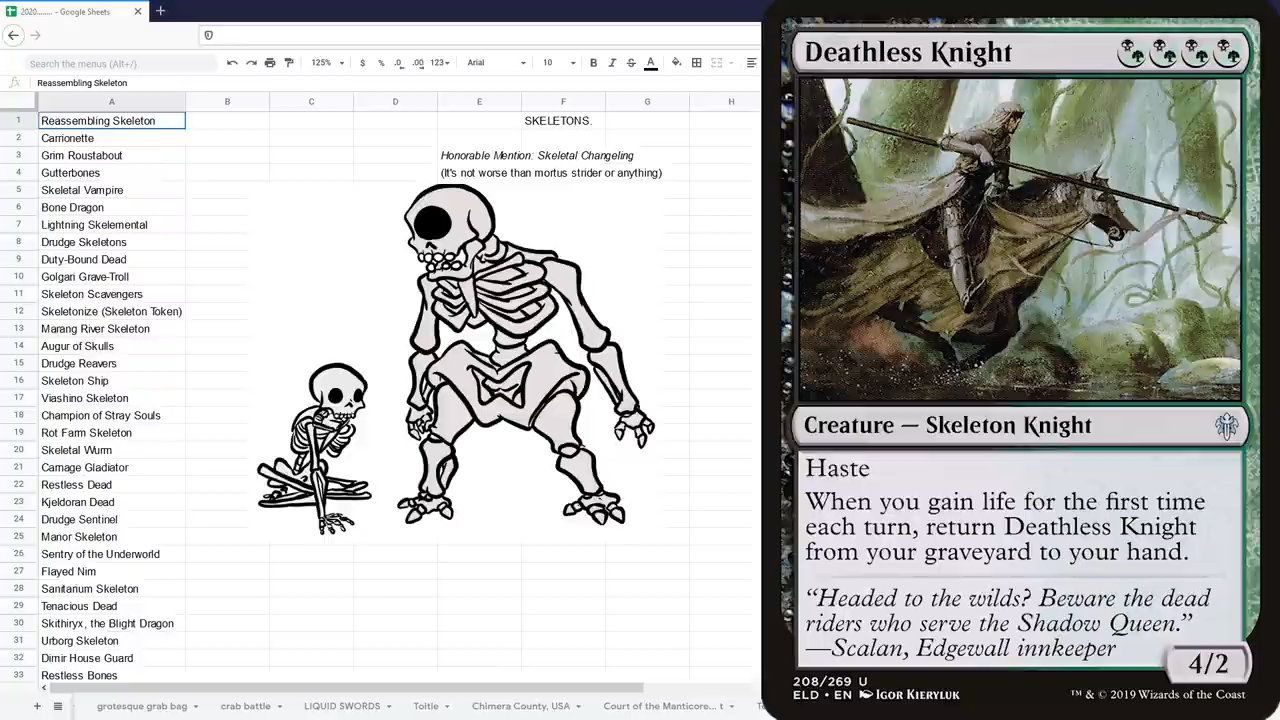 2020........ - Google Sheets
Search the menus (Alt+/)
125%
$ % .0 .00 123
Arial
10
B I S A
fx Reassembling Skeleton
A B C D E F G H
1 Reassembling Skeleton SKELETONS.
2 Carrionette
3 Grim Roustabout Honorable Mention: Skeletal Changeling
4 Gutterbones (It's not worse than mortus strider or anything)
5 Skeletal Vampire
6 Bone Dragon
7 Lightning Skelemental
8 Drudge Skeletons
9 Duty-Bound Dead
10 Golgari Grave-Troll
11 Skeleton Scavengers
12 Skeletonize (Skeleton Token)
13 Marang River Skeleton
14 Augur of Skulls
15 Drudge Reavers
16 Skeleton Ship
17 Viashino Skeleton
18 Champion of Stray Souls
19 Rot Farm Skeleton
20 Skeletal Wurm
21 Carnage Gladiator
22 Restless Dead
23 Kjeldoran Dead
24 Drudge Sentinel
25 Manor Skeleton
26 Sentry of the Underworld
27 Flayed Nim
28 Sanitarium Skeleton
29 Tenacious Dead
30 Skithiryx, the Blight Dragon
31 Urborg Skeleton
32 Dimir House Guard
33 Restless Bones
grotesque grab bag crab battle LIQUID SWORDS Toitie Chimera County, USA Court of the Manticore... t
Deathless Knight
Creature — Skeleton Knight
Haste
When you gain life for the first time
each turn, return Deathless Knight
from your graveyard to your hand.
"Headed to the wilds? Beware the dead
riders who serve the Shadow Queen."
—Scalan, Edgewall innkeeper
4/2
208/269 U
ELD • EN Igor Kieryluk
™ & © 2019 Wizards of the Coast